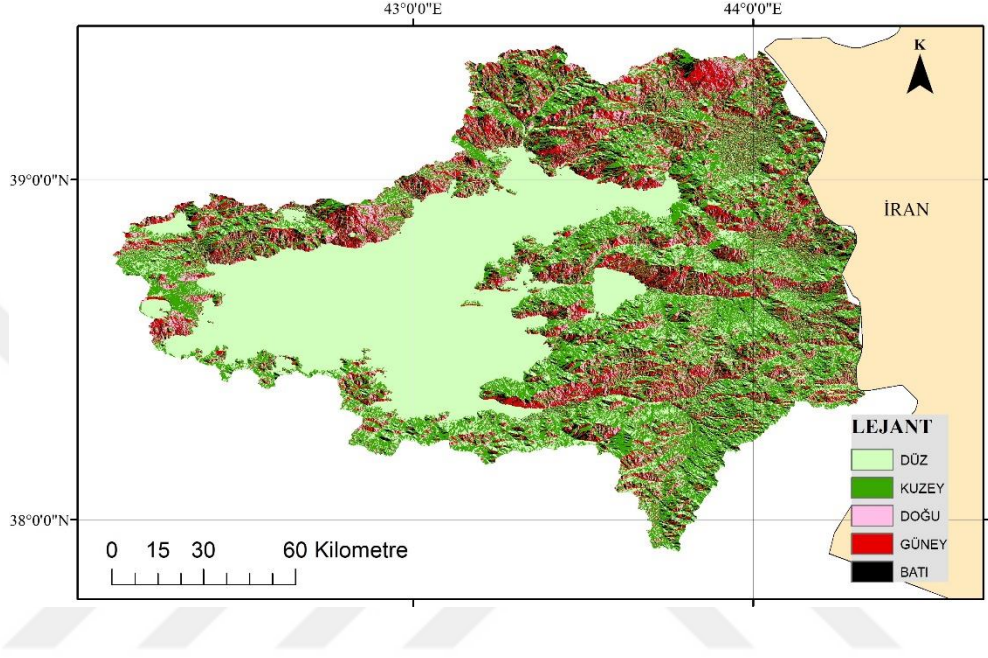 43°0'0"E 44°0'0"E
K
39°0'0"N
İRAN
LEJANT
DÜZ
KUZEY
DOĞU
GÜNEY
BATI
38°0'0"N
0 15 30 60 Kilometre